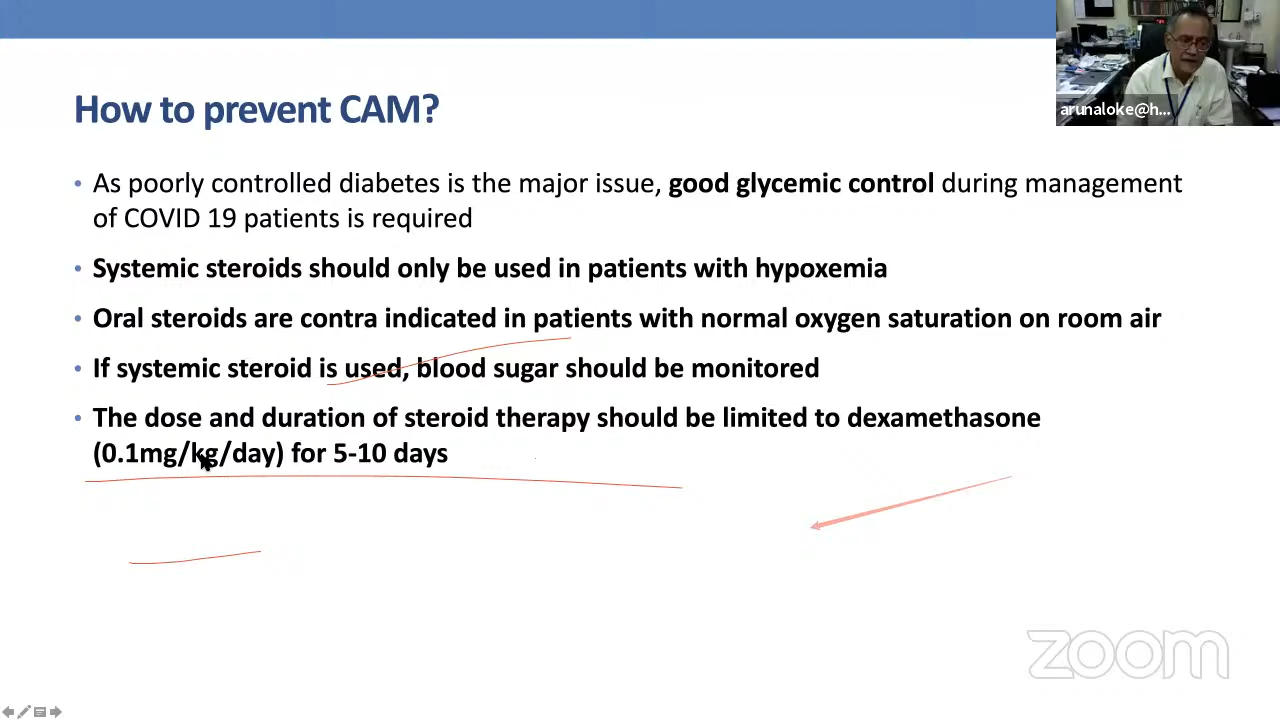 arunaloke@h...
How to prevent CAM?
• As poorly controlled diabetes is the major issue, good glycemic control during management
of COVID 19 patients is required
• Systemic steroids should only be used in patients with hypoxemia
• Oral steroids are contra indicated in patients with normal oxygen saturation on room air
• If systemic steroid is used, blood sugar should be monitored
• The dose and duration of steroid therapy should be limited to dexamethasone
(0.1mg/kg/day) for 5-10 days
zoom